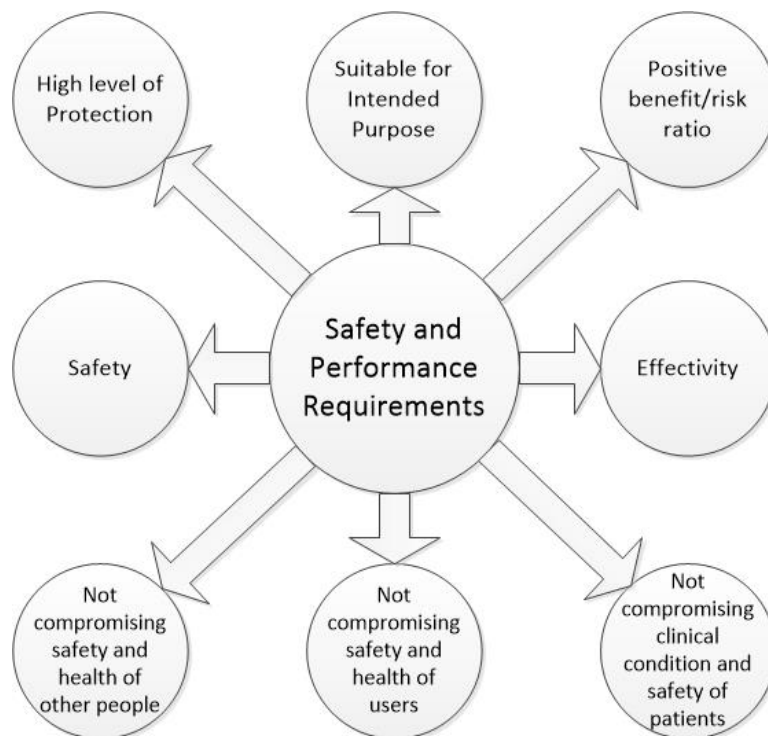 High level of
Protection
Suitable for
Intended
Purpose
Positive
benefit/risk
ratio
Safety
Safety and
Performance
Requirements
Effectivity
Not
compromising
safety and
health of
other people
Not
compromising
safety and
health of
users
Not
compromising
clinical
condition and
safety of
patients